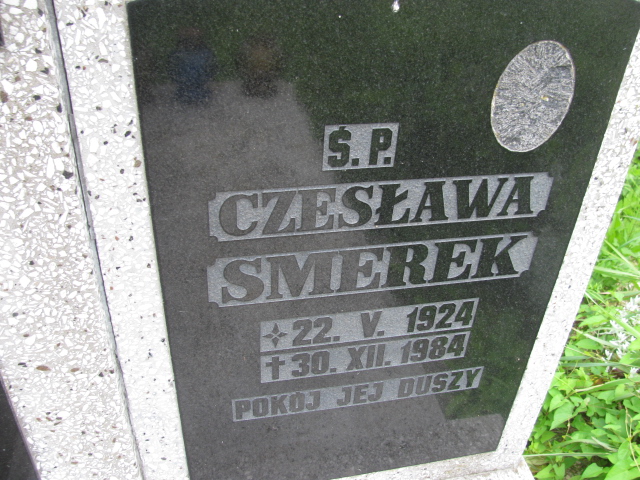 Ś.P.
CZESŁAWA
SMEREK
✧ 22. V. 1924
† 30. XII. 1984
POKÓJ JEJ DUSZY